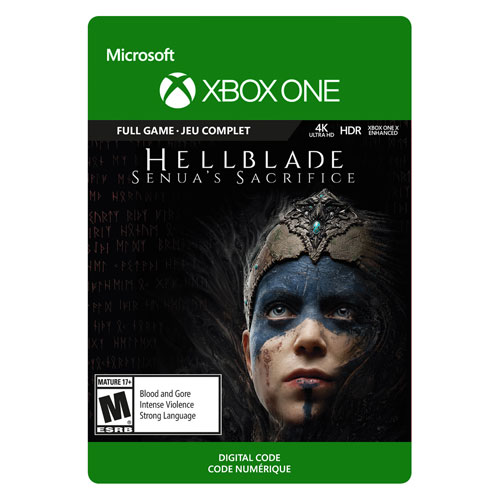 Microsoft
XBOX ONE
FULL GAME · JEU COMPLET
4K
ULTRA HD
HDR
XBOX ONE X
ENHANCED
HELLBLADE
SENUA'S SACRIFICE
MATURE 17+
M
ESRB
Blood and Gore
Intense Violence
Strong Language
DIGITAL CODE
CODE NUMÉRIQUE